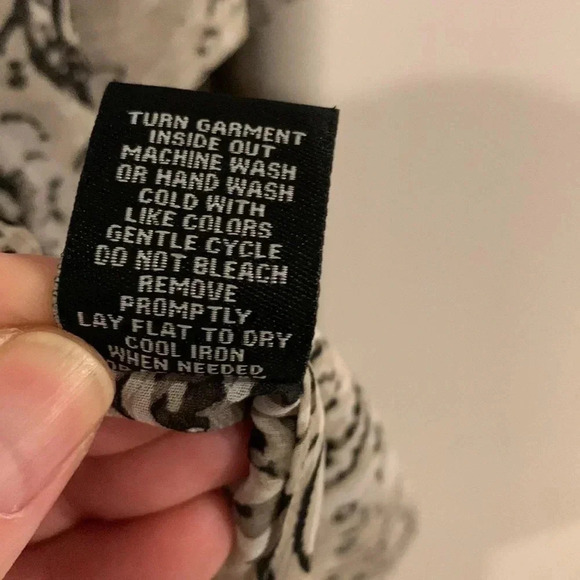 TURN GARMENT
INSIDE OUT
MACHINE WASH
OR HAND WASH
COLD WITH
LIKE COLORS
GENTLE CYCLE
DO NOT BLEACH
REMOVE
PROMPTLY
LAY FLAT TO DRY
COOL IRON
WHEN NEEDED